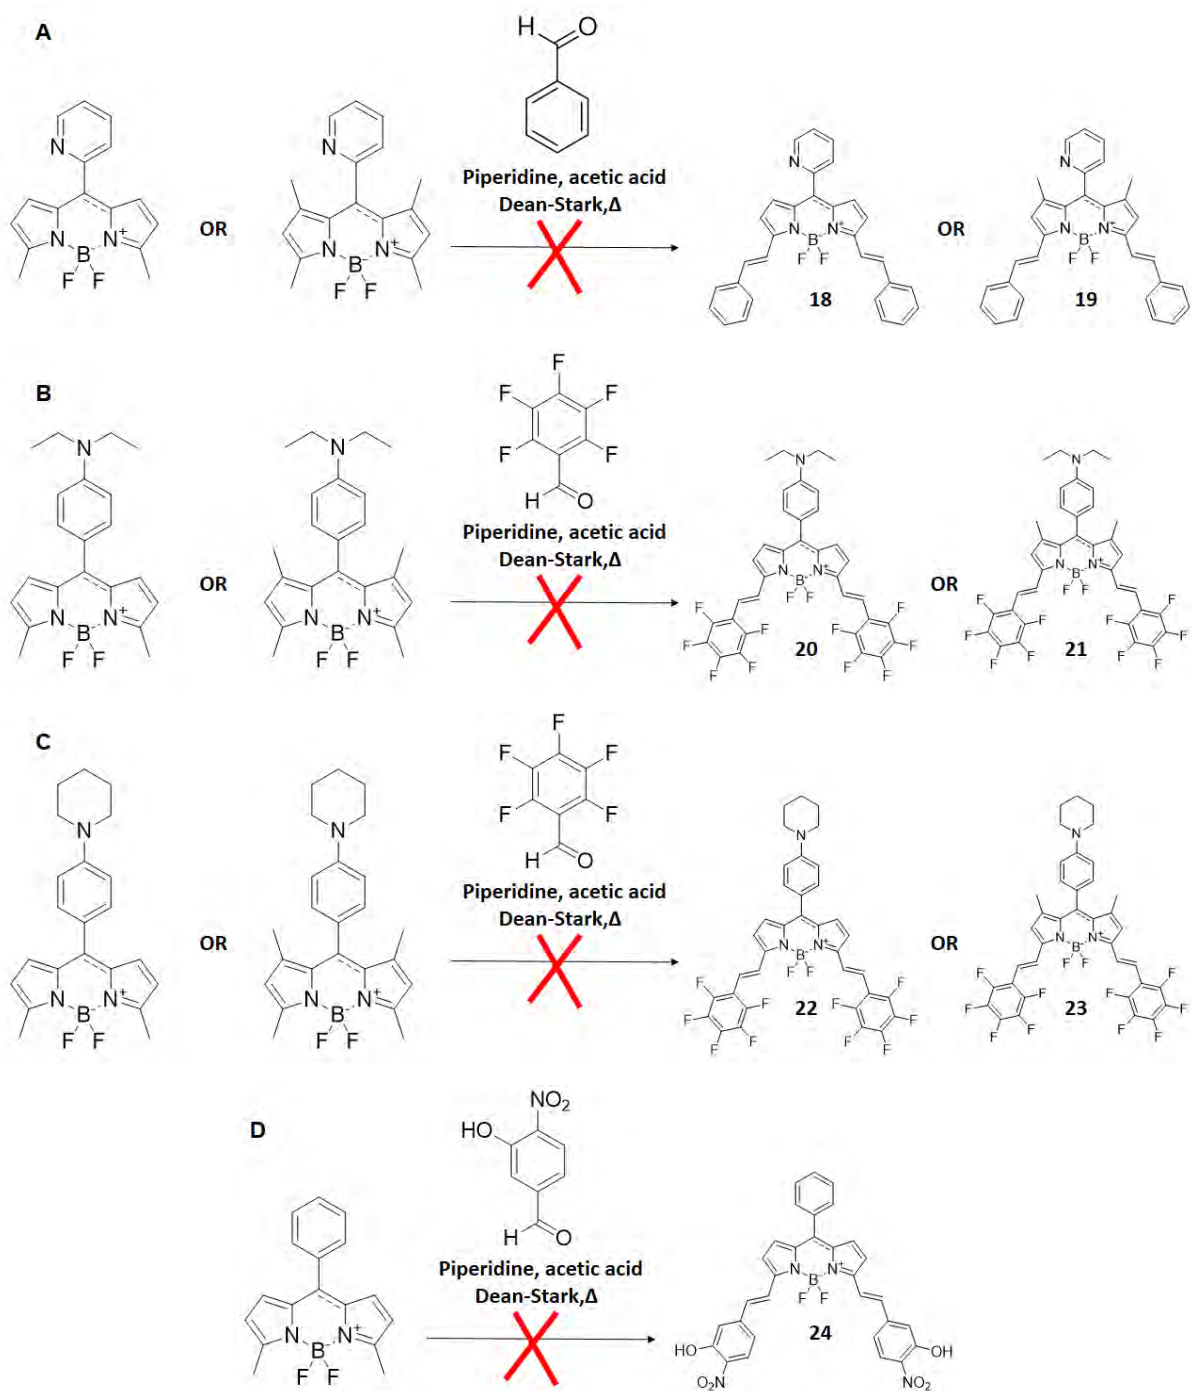 A
H O
N
N
N N+
B-
F F
OR
N N+
B-
F F
Piperidine, acetic acid
Dean-Stark,Δ
N
N N+
B-
F F
18
OR
N
N N+
B-
F F
19
B
N
N N+
B-
F F
OR
N
N N+
B-
F F
F
F F
F F
H O
Piperidine, acetic acid
Dean-Stark,Δ
N
N N+
B-
F F
F F
F F
F F
F F
F F
20
OR
N
N N+
B-
F F
F F
F F
F F
F F
F F
21
C
N
N N+
B-
F F
OR
N
N N+
B-
F F
F
F F
F F
H O
Piperidine, acetic acid
Dean-Stark,Δ
N
N N+
B-
F F
F F
F F
F F
F F
F F
22
OR
N
N N+
B-
F F
F F
F F
F F
F F
F F
23
D
N N+
B-
F F
NO2
HO
H O
Piperidine, acetic acid
Dean-Stark,Δ
N N+
B-
F F
24
HO OH
O2N NO2